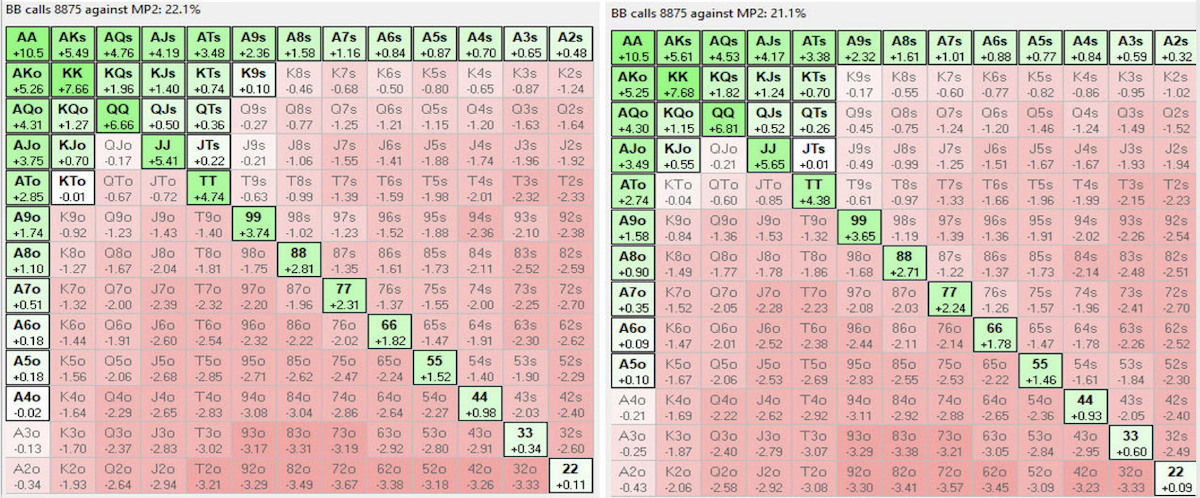 BB calls 8875 against MP2: 22.1%
AA AKs AQs AJs ATs A9s A8s A7s A6s A5s A4s A3s A2s
+10.5 +5.49 +4.76 +4.19 +3.48 +2.36 +1.58 +1.16 +0.84 +0.87 +0.70 +0.65 +0.48
AKo KK KQs KJs KTs K9s K8s K7s K6s K5s K4s K3s K2s
+5.26 +7.66 +1.96 +1.40 +0.74 +0.10 -0.46 -0.68 -0.50 -0.80 -0.65 -0.87 -1.24
AQo KQo QQ QJs QTs Q9s Q8s Q7s Q6s Q5s Q4s Q3s Q2s
+4.31 +1.27 +6.66 +0.50 +0.36 -0.27 -0.77 -1.25 -1.21 -1.15 -1.20 -1.63 -1.64
AJo KJo QJo JJ JTs J9s J8s J7s J6s J5s J4s J3s J2s
+3.75 +0.70 -0.17 +5.41 +0.22 -0.21 -1.06 -1.55 -1.41 -1.88 -1.74 -1.96 -1.92
ATo KTo QTo JTo TT T9s T8s T7s T6s T5s T4s T3s T2s
+2.85 -0.01 -0.67 -0.72 +4.74 -0.63 -0.99 -1.39 -1.59 -1.98 -2.01 -2.32 -2.33
A9o K9o Q9o J9o T9o 99 98s 97s 96s 95s 94s 93s 92s
+1.74 -0.92 -1.23 -1.43 -1.40 +3.74 -1.02 -1.23 -1.52 -1.88 -2.36 -2.10 -2.38
A8o K8o Q8o J8o T8o 98o 88 87s 86s 85s 84s 83s 82s
+1.10 -1.27 -1.67 -2.04 -1.81 -1.75 +2.81 -1.35 -1.61 -1.73 -2.11 -2.52 -2.59
A7o K7o Q7o J7o T7o 97o 87o 77 76s 75s 74s 73s 72s
+0.51 -1.32 -2.00 -2.39 -2.32 -2.20 -1.96 +2.31 -1.37 -1.55 -2.00 -2.25 -2.70
A6o K6o Q6o J6o T6o 96o 86o 76o 66 65s 64s 63s 62s
+0.18 -1.44 -1.91 -2.60 -2.54 -2.32 -2.22 -2.02 +1.82 -1.47 -1.91 -2.30 -2.62
A5o K5o Q5o J5o T5o 95o 85o 75o 65o 55 54s 53s 52s
+0.18 -1.56 -2.06 -2.68 -2.85 -2.71 -2.62 -2.47 -2.24 +1.52 -1.40 -1.90 -2.29
A4o K4o Q4o J4o T4o 94o 84o 74o 64o 54o 44 43s 42s
-0.02 -1.64 -2.29 -2.65 -2.83 -3.08 -3.04 -2.86 -2.64 -2.27 +0.98 -2.03 -2.40
A3o K3o Q3o J3o T3o 93o 83o 73o 63o 53o 43o 33 32s
-0.13 -1.70 -2.37 -2.83 -3.02 -3.17 -3.31 -3.19 -2.92 -2.80 -2.91 +0.34 -2.60
A2o K2o Q2o J2o T2o 92o 82o 72o 62o 52o 42o 32o 22
-0.34 -1.93 -2.64 -2.94 -3.21 -3.29 -3.49 -3.67 -3.38 -3.18 -3.26 -3.33 +0.11
BB calls 8875 against MP2: 21.1%
AA AKs AQs AJs ATs A9s A8s A7s A6s A5s A4s A3s A2s
+10.5 +5.61 +4.53 +4.17 +3.38 +2.32 +1.61 +1.01 +0.88 +0.77 +0.84 +0.59 +0.32
AKo KK KQs KJs KTs K9s K8s K7s K6s K5s K4s K3s K2s
+5.25 +7.68 +1.82 +1.24 +0.70 -0.17 -0.55 -0.60 -0.77 -0.82 -0.86 -0.95 -1.02
AQo KQo QQ QJs QTs Q9s Q8s Q7s Q6s Q5s Q4s Q3s Q2s
+4.30 +1.15 +6.81 +0.52 +0.26 -0.45 -0.75 -1.24 -1.20 -1.46 -1.24 -1.49 -1.52
AJo KJo QJo JJ JTs J9s J8s J7s J6s J5s J4s J3s J2s
+3.49 +0.55 -0.21 +5.65 +0.01 -0.49 -0.99 -1.25 -1.51 -1.67 -1.67 -1.93 -1.94
ATo KTo QTo JTo TT T9s T8s T7s T6s T5s T4s T3s T2s
+2.74 -0.04 -0.60 -0.85 +4.38 -0.61 -0.97 -1.33 -1.66 -1.96 -1.99 -2.15 -2.23
A9o K9o Q9o J9o T9o 99 98s 97s 96s 95s 94s 93s 92s
+1.58 -0.84 -1.36 -1.53 -1.32 +3.65 -1.19 -1.39 -1.36 -1.91 -2.02 -2.26 -2.54
A8o K8o Q8o J8o T8o 98o 88 87s 86s 85s 84s 83s 82s
+0.90 -1.49 -1.77 -1.78 -1.86 -1.68 +2.71 -1.22 -1.37 -1.73 -2.14 -2.48 -2.51
A7o K7o Q7o J7o T7o 97o 87o 77 76s 75s 74s 73s 72s
+0.35 -1.52 -2.05 -2.28 -2.23 -2.08 -2.03 +2.24 -1.26 -1.57 -1.96 -2.41 -2.70
A6o K6o Q6o J6o T6o 96o 86o 76o 66 65s 64s 63s 62s
+0.09 -1.47 -2.01 -2.52 -2.38 -2.44 -2.11 -2.14 +1.78 -1.47 -1.78 -2.26 -2.52
A5o K5o Q5o J5o T5o 95o 85o 75o 65o 55 54s 53s 52s
+0.10 -1.67 -2.06 -2.53 -2.69 -2.83 -2.55 -2.53 -2.22 +1.46 -1.61 -1.84 -2.30
A4o K4o Q4o J4o T4o 94o 84o 74o 64o 54o 44 43s 42s
-0.21 -1.69 -2.22 -2.62 -2.92 -3.11 -2.92 -2.88 -2.65 -2.36 +0.93 -2.05 -2.40
A3o K3o Q3o J3o T3o 93o 83o 73o 63o 53o 43o 33 32s
-0.25 -1.87 -2.40 -2.79 -3.07 -3.29 -3.38 -3.21 -3.05 -2.84 -2.95 +0.60 -2.49
A2o K2o Q2o J2o T2o 92o 82o 72o 62o 52o 42o 32o 22
-0.43 -2.06 -2.58 -2.92 -3.08 -3.30 -3.41 -3.57 -3.45 -3.09 -3.23 -3.33 +0.09